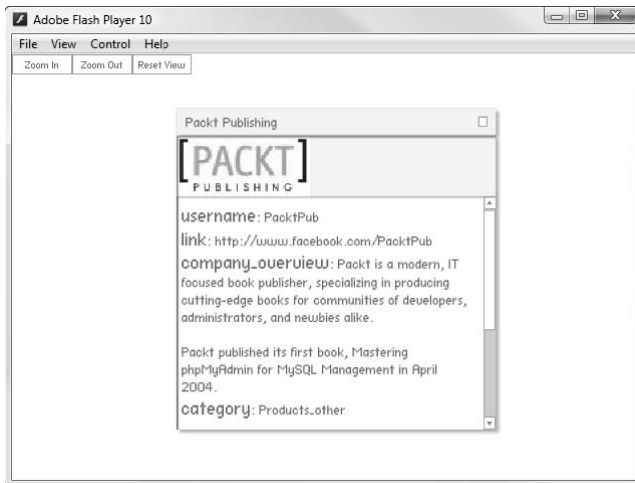 Adobe Flash Player 10
File View Control Help
Zoom In Zoom Out Reset View
Packt Publishing
[PACKT]
PUBLISHING
username: PacktPub
link: http://www.facebook.com/PacktPub
company_overview: Packt is a modern, IT
focused book publisher, specializing in producing
cutting-edge books for communities of developers,
administrators, and newbies alike.
Packt published its first book, Mastering
phpMyAdmin for MySQL Management in April
2004.
category: Products_other